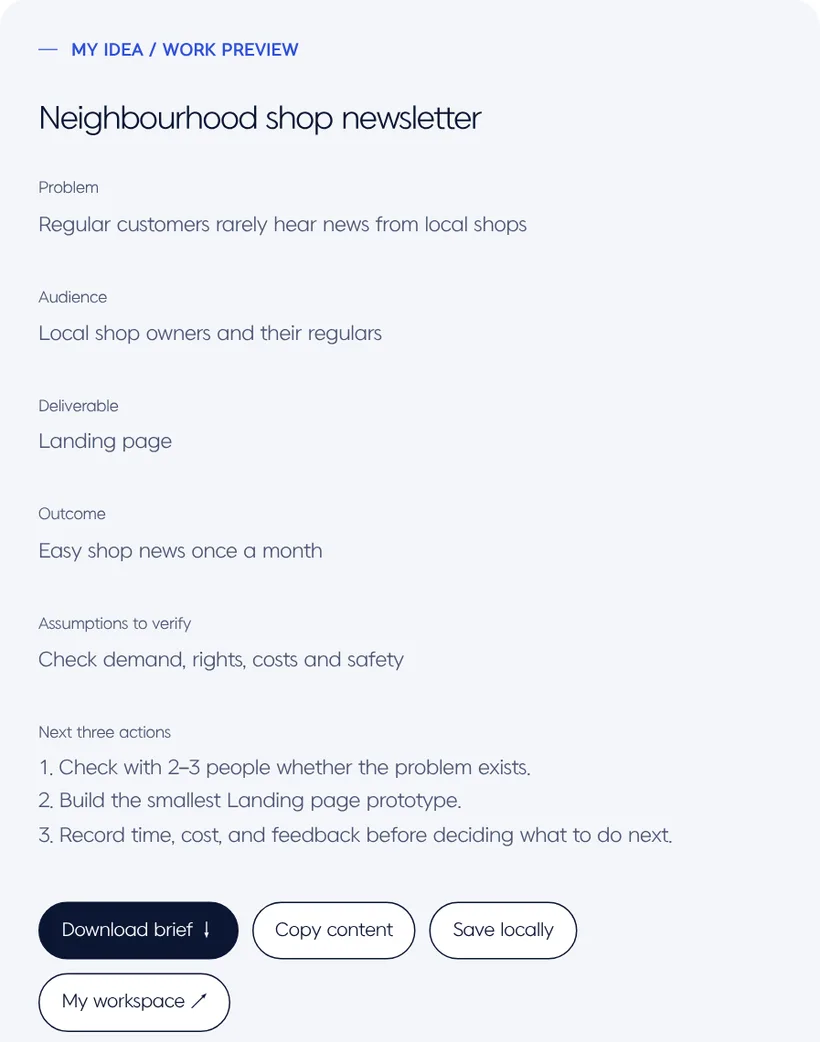 — MY IDEA / WORK PREVIEW
Neighbourhood shop newsletter
Problem
Regular customers rarely hear news from local shops
Audience
Local shop owners and their regulars
Deliverable
Landing page
Outcome
Easy shop news once a month
Assumptions to verify
Check demand, rights, costs and safety
Next three actions
1. Check with 2–3 people whether the problem exists.
2. Build the smallest Landing page prototype.
3. Record time, cost, and feedback before deciding what to do next.
Download brief ↓
Copy content
Save locally
My workspace ↗